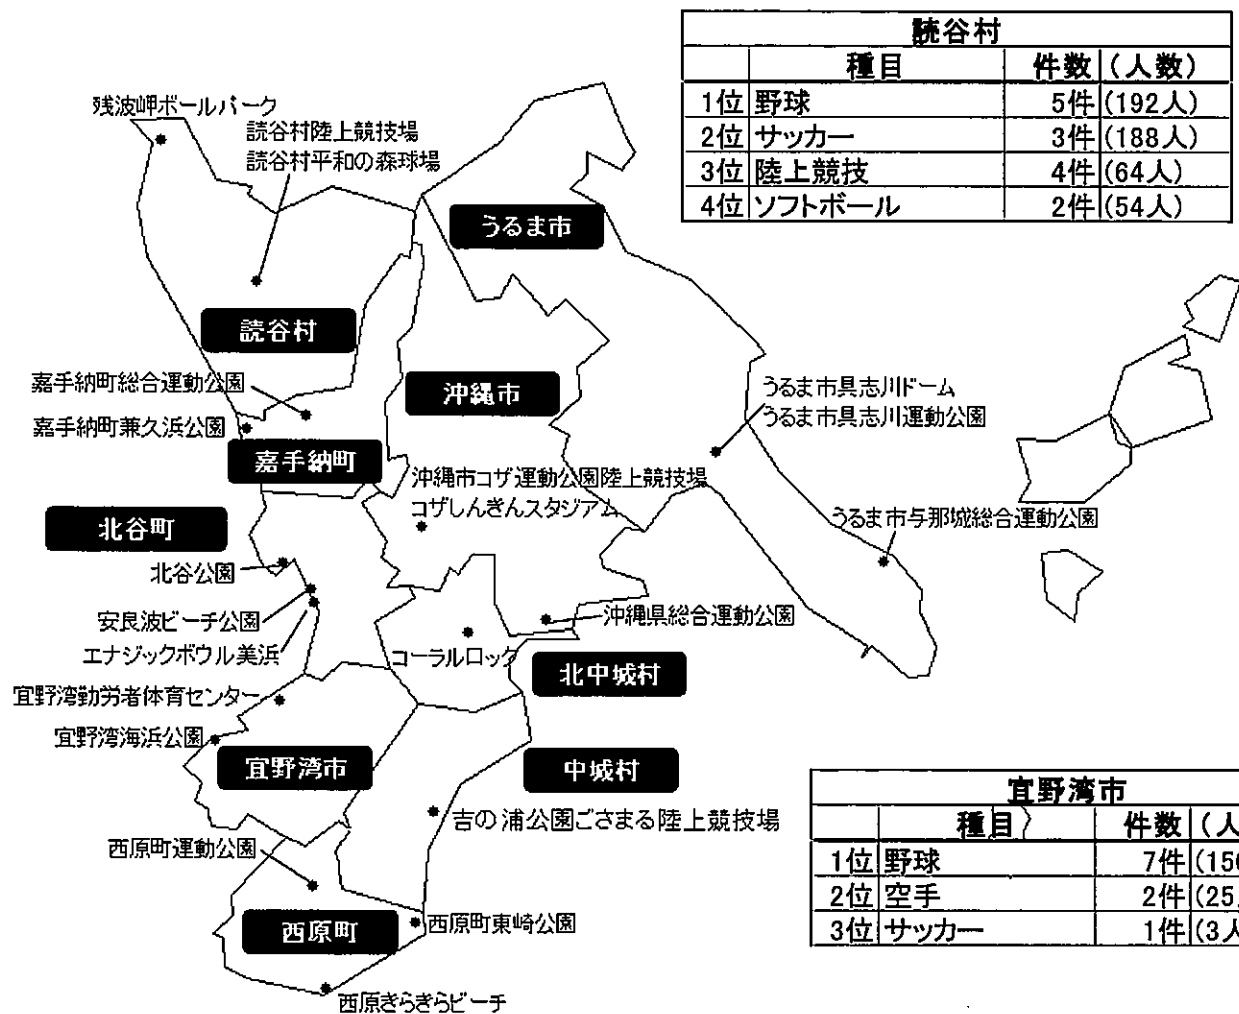 読谷村
種目 件数 (人数)
1位 野球 5件 (192人)
2位 サッカー 3件 (188人)
3位 陸上競技 4件 (64人)
4位 ソフトボール 2件 (54人)
残波岬ボールパーク
読谷村陸上競技場
読谷村平和の森球場
うるま市
読谷村
嘉手納町総合運動公園
沖縄市
うるま市具志川ドーム
嘉手納町兼久浜公園
うるま市具志川運動公園
嘉手納町
沖縄市コザ運動公園陸上競技場
コザしんきんスタジアム
北谷町
うるま市与那城総合運動公園
北谷公園
安良波ビーチ公園
沖縄県総合運動公園
エナジックボウル美浜
コーラルロック
北中城村
宜野湾勤労者体育センター
宜野湾海浜公園
宜野湾市
中城村
吉の浦公園ごさまる陸上競技場
宜野湾市
種目 件数 (人
1位 野球 7件 (15
2位 空手 2件 (25
3位 サッカー 1件 (3人
西原町運動公園
西原町
西原町東崎公園
西原きらきらビーチ